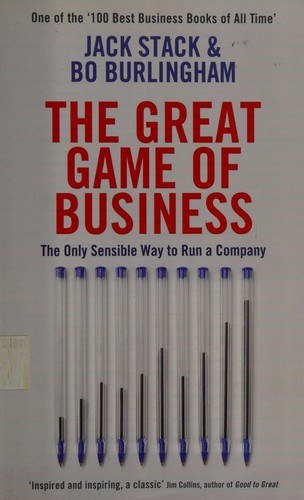 One of the '100 Best Business Books of All Time'
JACK STACK &
BO BURLINGHAM
THE GREAT
GAME OF
BUSINESS
The Only Sensible Way to Run a Company
'Inspired and inspiring, a classic' Jim Collins, author of Good to Great